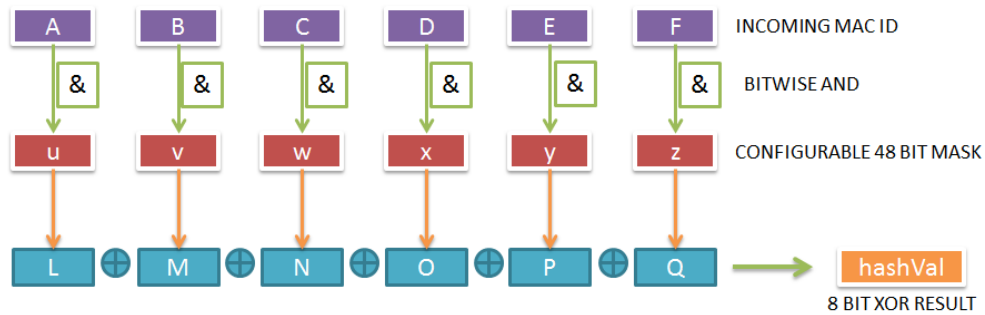 A B C D E F INCOMING MAC ID
& & & & & & BITWISE AND
u v w x y z CONFIGURABLE 48 BIT MASK
L ⊕ M ⊕ N ⊕ O ⊕ P ⊕ Q hashVal
8 BIT XOR RESULT